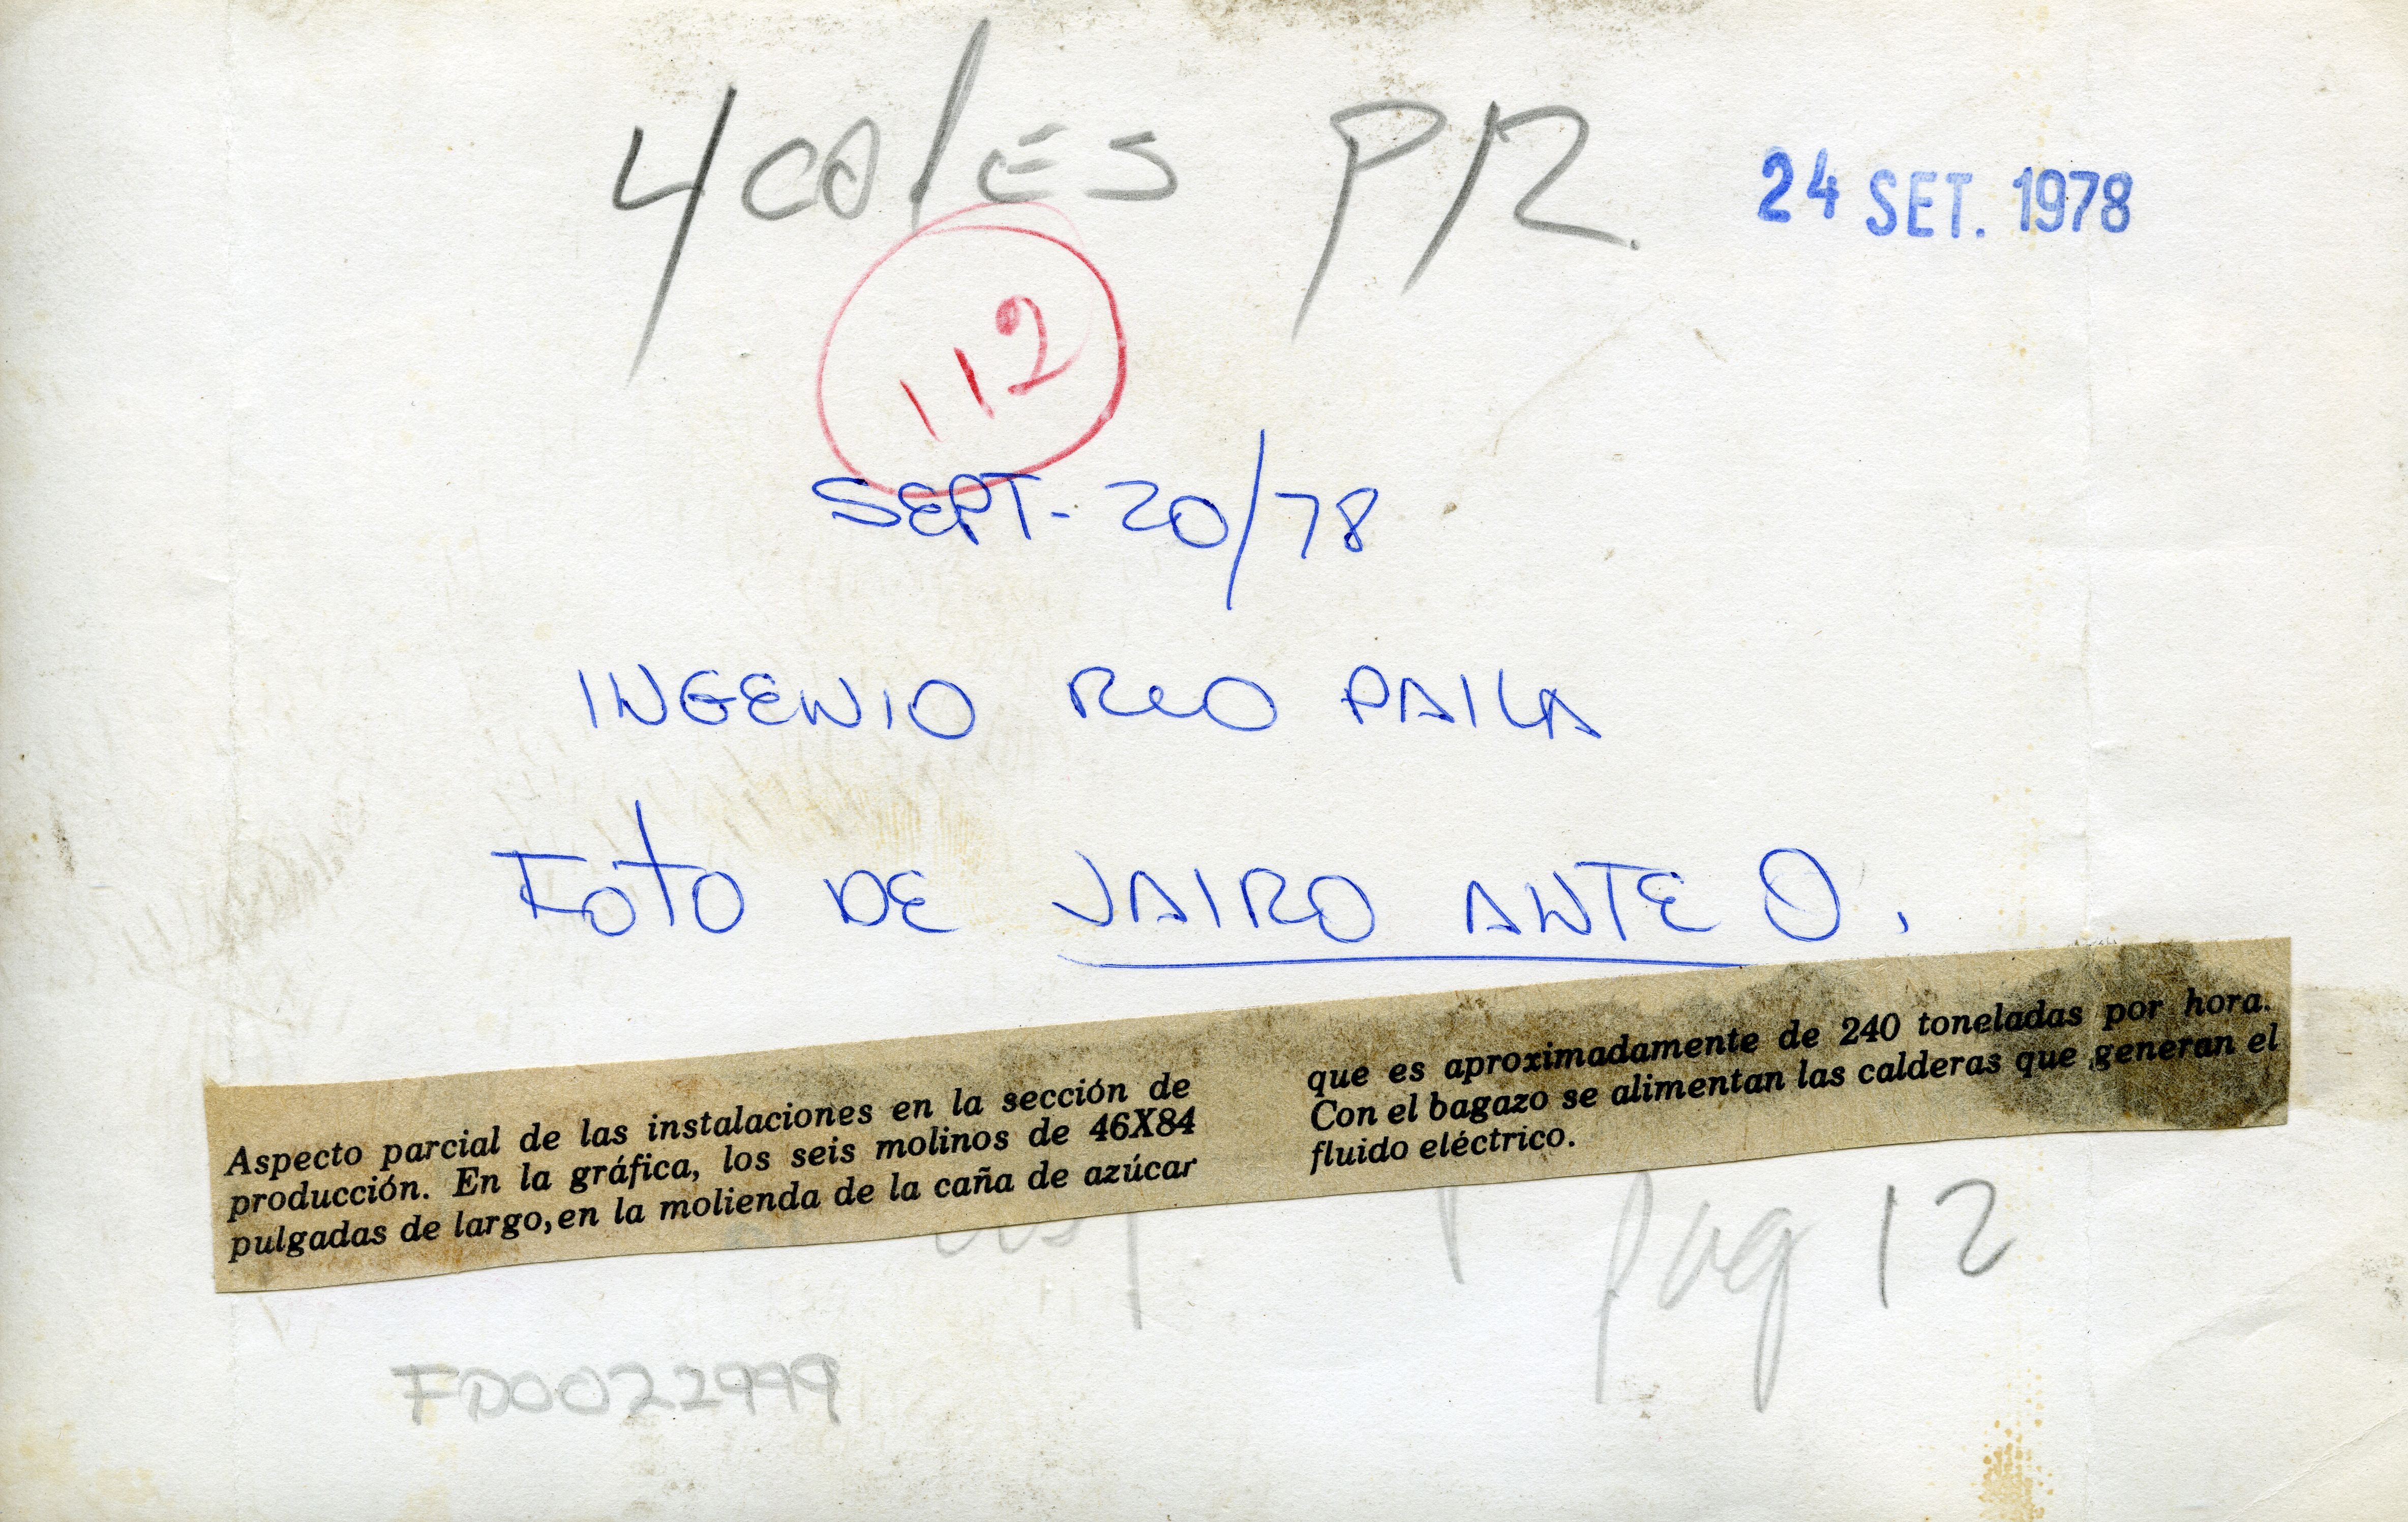 4 coles P12
24 SET. 1978
112
SEPT-20/78
INGENIO RIO PAILA
FOTO DE JAIRO ANTE O.
Aspecto parcial de las instalaciones en la sección de
producción. En la gráfica, los seis molinos de 46X84
pulgadas de largo, en la molienda de la caña de azúcar
que es aproximadamente de 240 toneladas por hora.
Con el bagazo se alimentan las calderas que generan el
fluido eléctrico.
pag 12
FD0022999